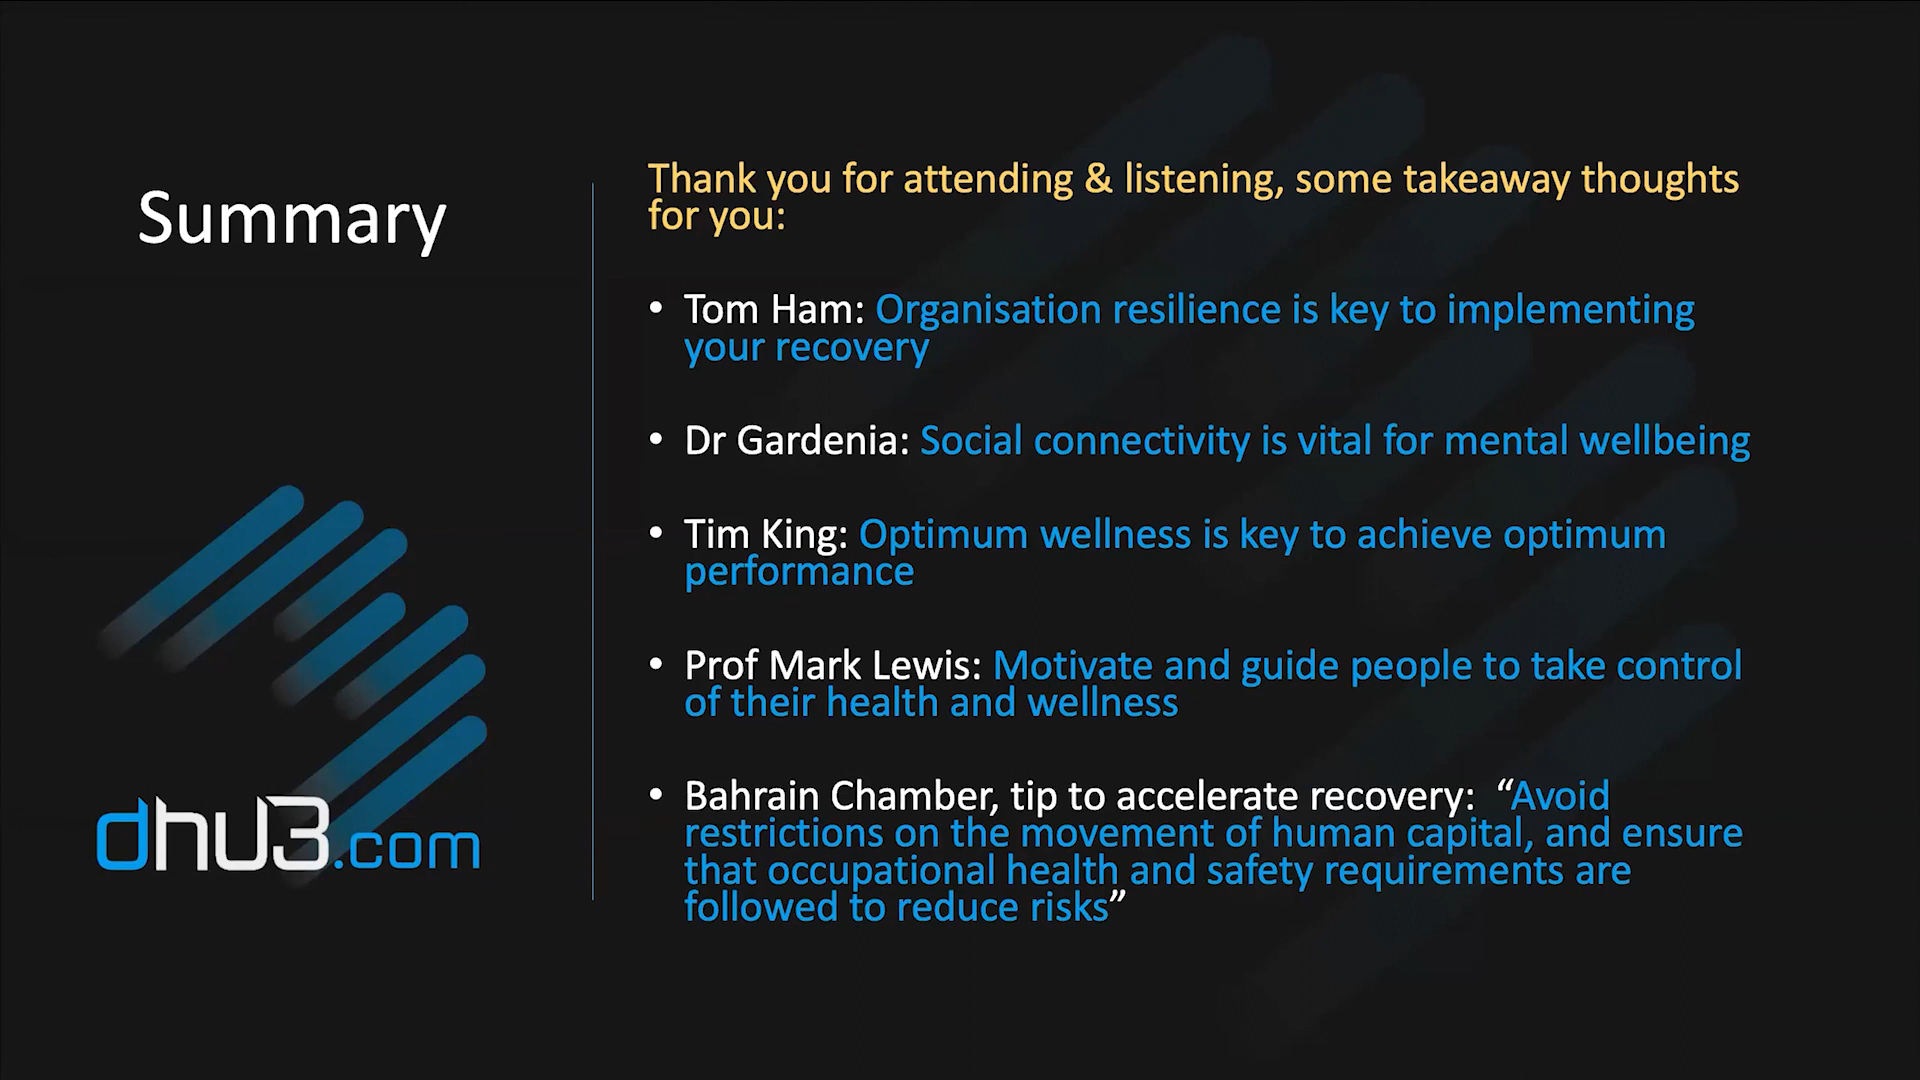 Summary
Thank you for attending & listening, some takeaway thoughts
for you:
• Tom Ham: Organisation resilience is key to implementing
your recovery
• Dr Gardenia: Social connectivity is vital for mental wellbeing
• Tim King: Optimum wellness is key to achieve optimum
performance
• Prof Mark Lewis: Motivate and guide people to take control
of their health and wellness
• Bahrain Chamber, tip to accelerate recovery:  “Avoid
restrictions on the movement of human capital, and ensure
that occupational health and safety requirements are
followed to reduce risks”
dhu3.com